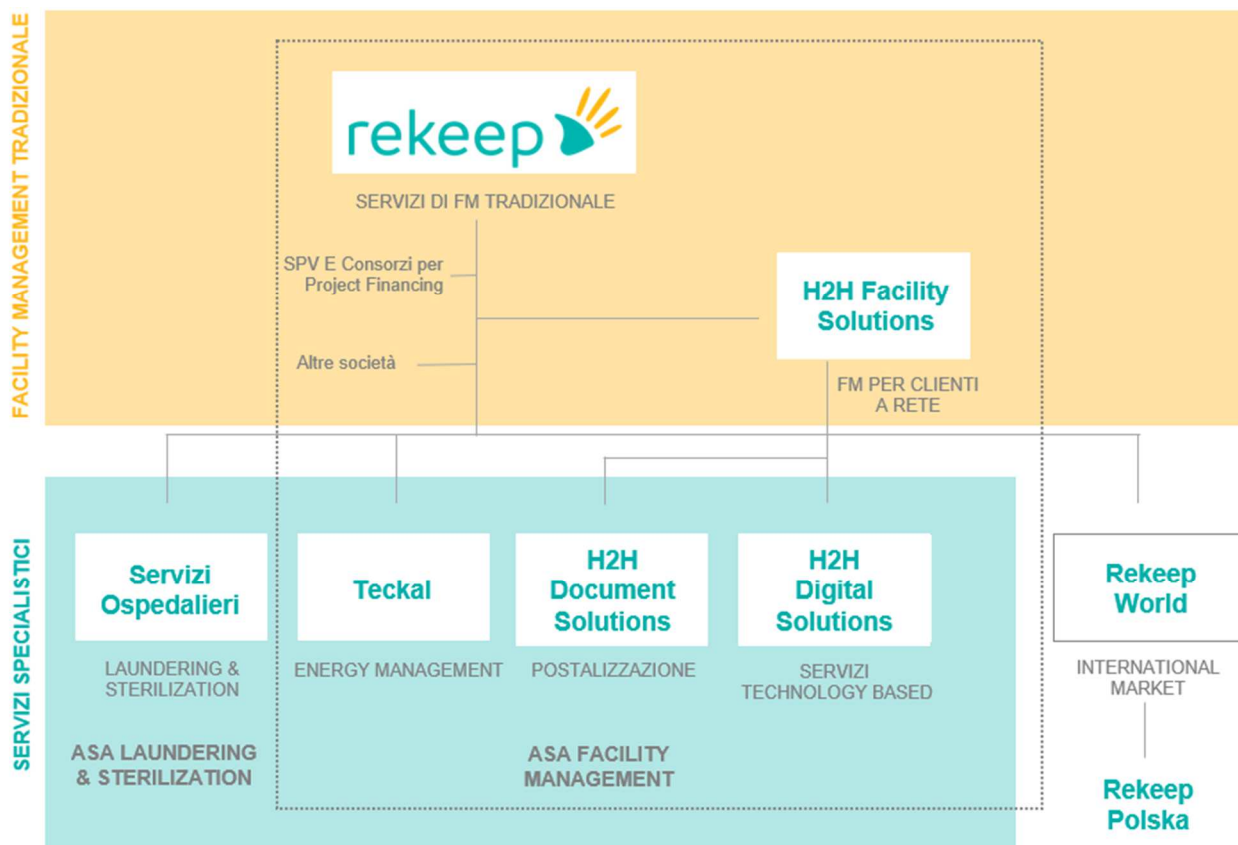 FACILITY MANAGEMENT TRADIZIONALE
rekeep
SERVIZI DI FM TRADIZIONALE
SPV E Consorzi per
Project Financing
H2H Facility
Solutions
Altre società
FM PER CLIENTI
A RETE
SERVIZI SPECIALISTICI
Servizi
Ospedalieri
LAUNDERING &
STERILIZATION
Teckal
ENERGY MANAGEMENT
H2H
Document
Solutions
POSTALIZZAZIONE
H2H
Digital
Solutions
SERVIZI
TECHNOLOGY BASED
Rekeep
World
INTERNATIONAL
MARKET
ASA LAUNDERING
& STERILIZATION
ASA FACILITY
MANAGEMENT
Rekeep
Polska